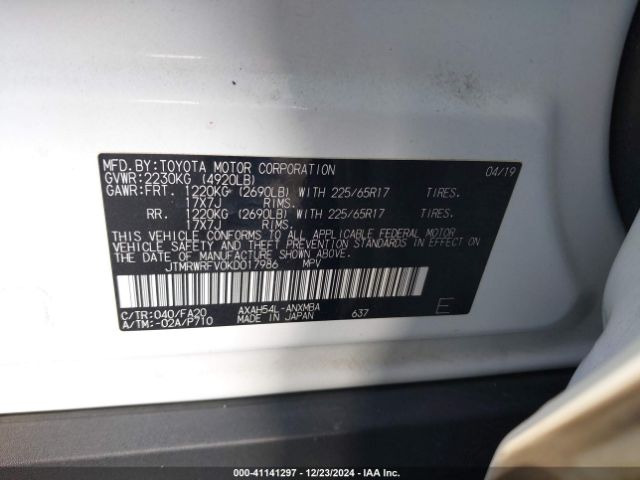 MFD.BY:TOYOTA MOTOR CORPORATION 04/19
GVWR:2230KG (4920LB)
GAWR:FRT. 1220KG (2690LB) WITH 225/65R17 TIRES.
17X7J RIMS.
RR. 1220KG (2690LB) WITH 225/65R17 TIRES.
17X7J RIMS.
THIS VEHICLE CONFORMS TO ALL APPLICABLE FEDERAL MOTOR
VEHICLE SAFETY AND THEFT PREVENTION STANDARDS IN EFFECT ON
THE DATE OF MANUFACTURE SHOWN ABOVE.
JTMRWRFV0KD017986 MPV
C/TR:040/FA20 AXAH54L-ANXMBA E
A/TM:-02A/P710 MADE IN JAPAN 637
000-41141297 - 12/23/2024 - IAA Inc.